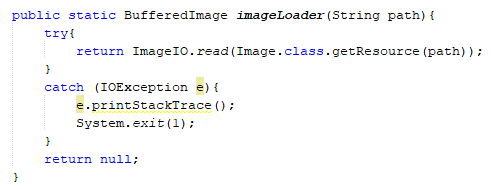 public static BufferedImage imageLoader(String path){
    try{
        return ImageIO.read(Image.class.getResource(path));
    }
    catch (IOException e){
        e.printStackTrace();
        System.exit(1);
    }
    return null;
}